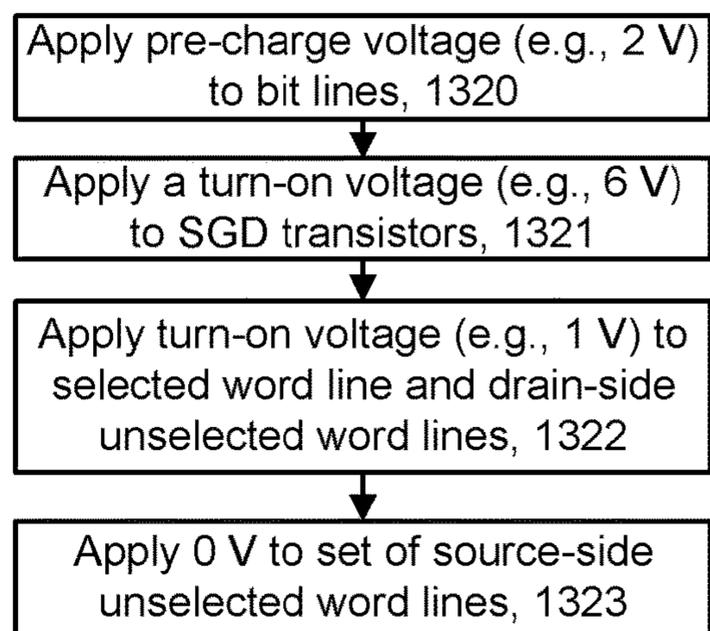 Apply pre-charge voltage (e.g., 2 V)
to bit lines, 1320
Apply a turn-on voltage (e.g., 6 V)
to SGD transistors, 1321
Apply turn-on voltage (e.g., 1 V) to
selected word line and drain-side
unselected word lines, 1322
Apply 0 V to set of source-side
unselected word lines, 1323